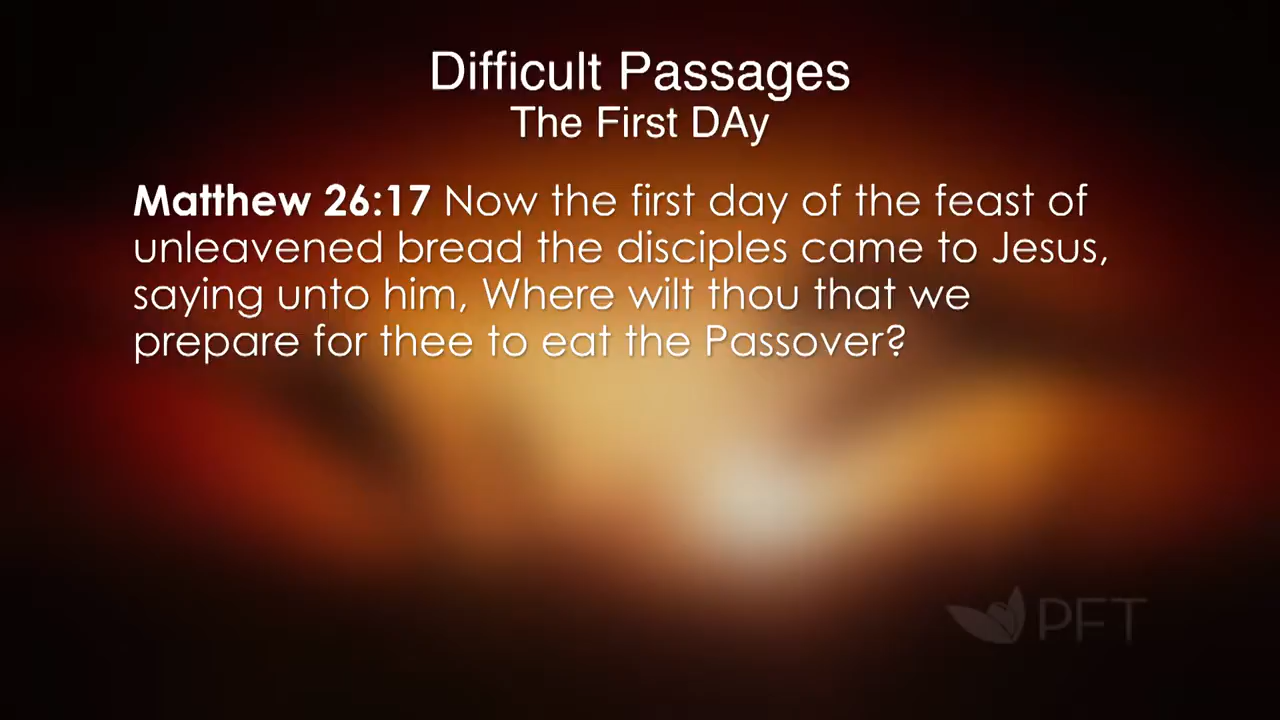 Difficult Passages
The First DAy
Matthew 26:17 Now the first day of the feast of
unleavened bread the disciples came to Jesus,
saying unto him, Where wilt thou that we
prepare for thee to eat the Passover?
PFT